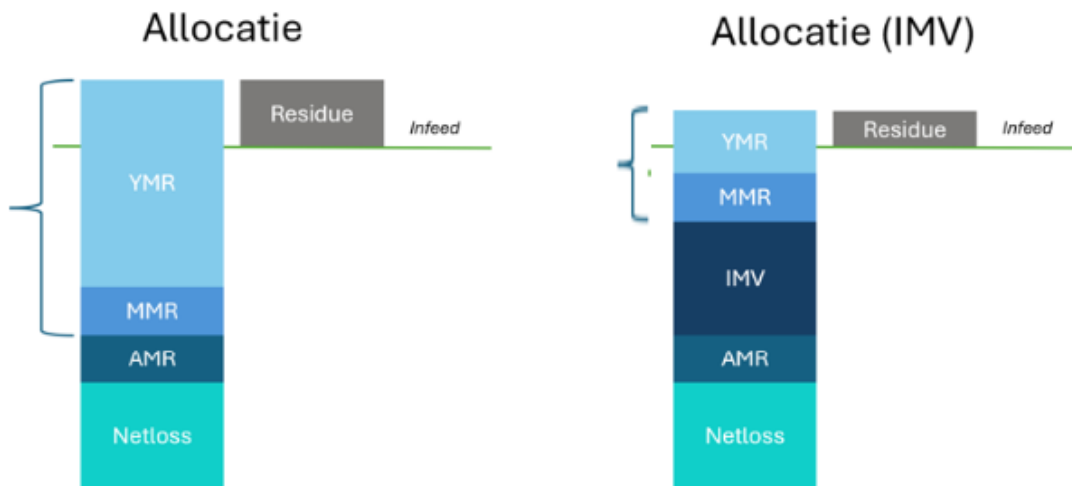 Allocatie
Residue
Infeed
YMR
MMR
AMR
Netloss
Allocatie (IMV)
YMR
Residue
Infeed
MMR
IMV
AMR
Netloss